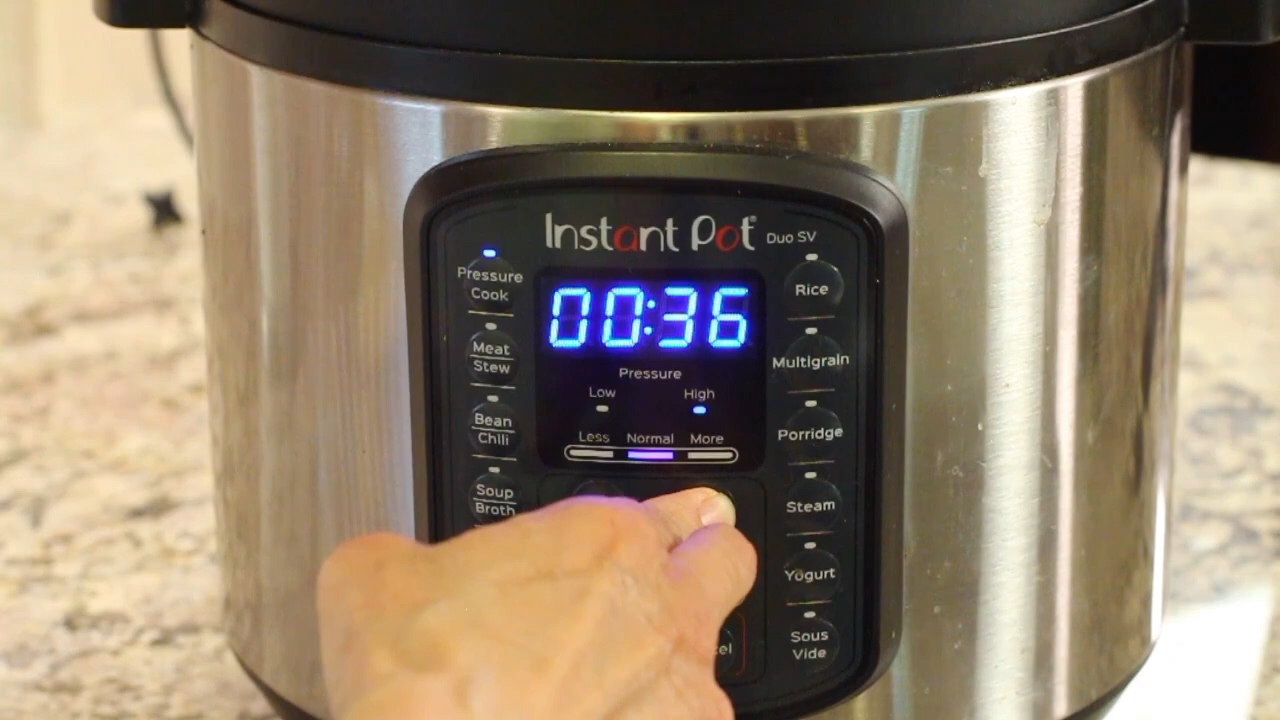 Instant Pot® Duo SV
Pressure
Cook
00:36
Rice
Meat
Stew
Pressure
Low High
Multigrain
Bean
Chili
Less Normal More
Porridge
Soup
Broth
Steam
Yogurt
Sous
Vide